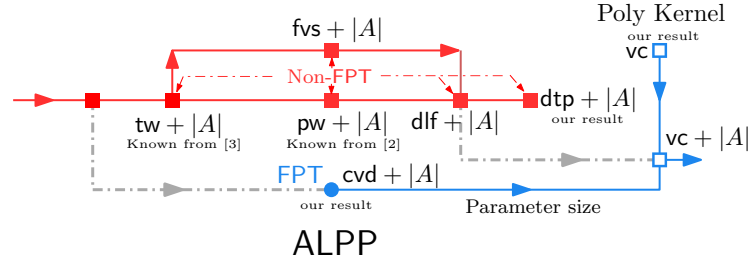 Poly Kernel
our result
fvs + |A|
vc
Non-FPT
dtp + |A|
our result
tw + |A|
Known from [3]
pw + |A|
Known from [2]
dlf + |A|
vc + |A|
FPT
cvd + |A|
our result
Parameter size
ALPP